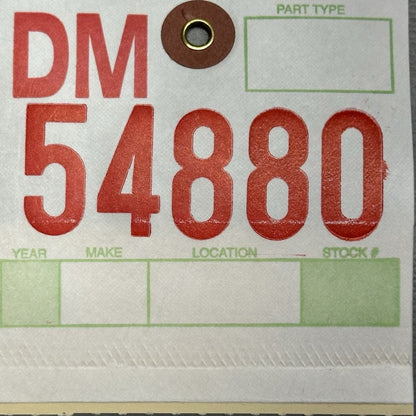 DM
PART TYPE
54880
YEAR MAKE LOCATION STOCK #